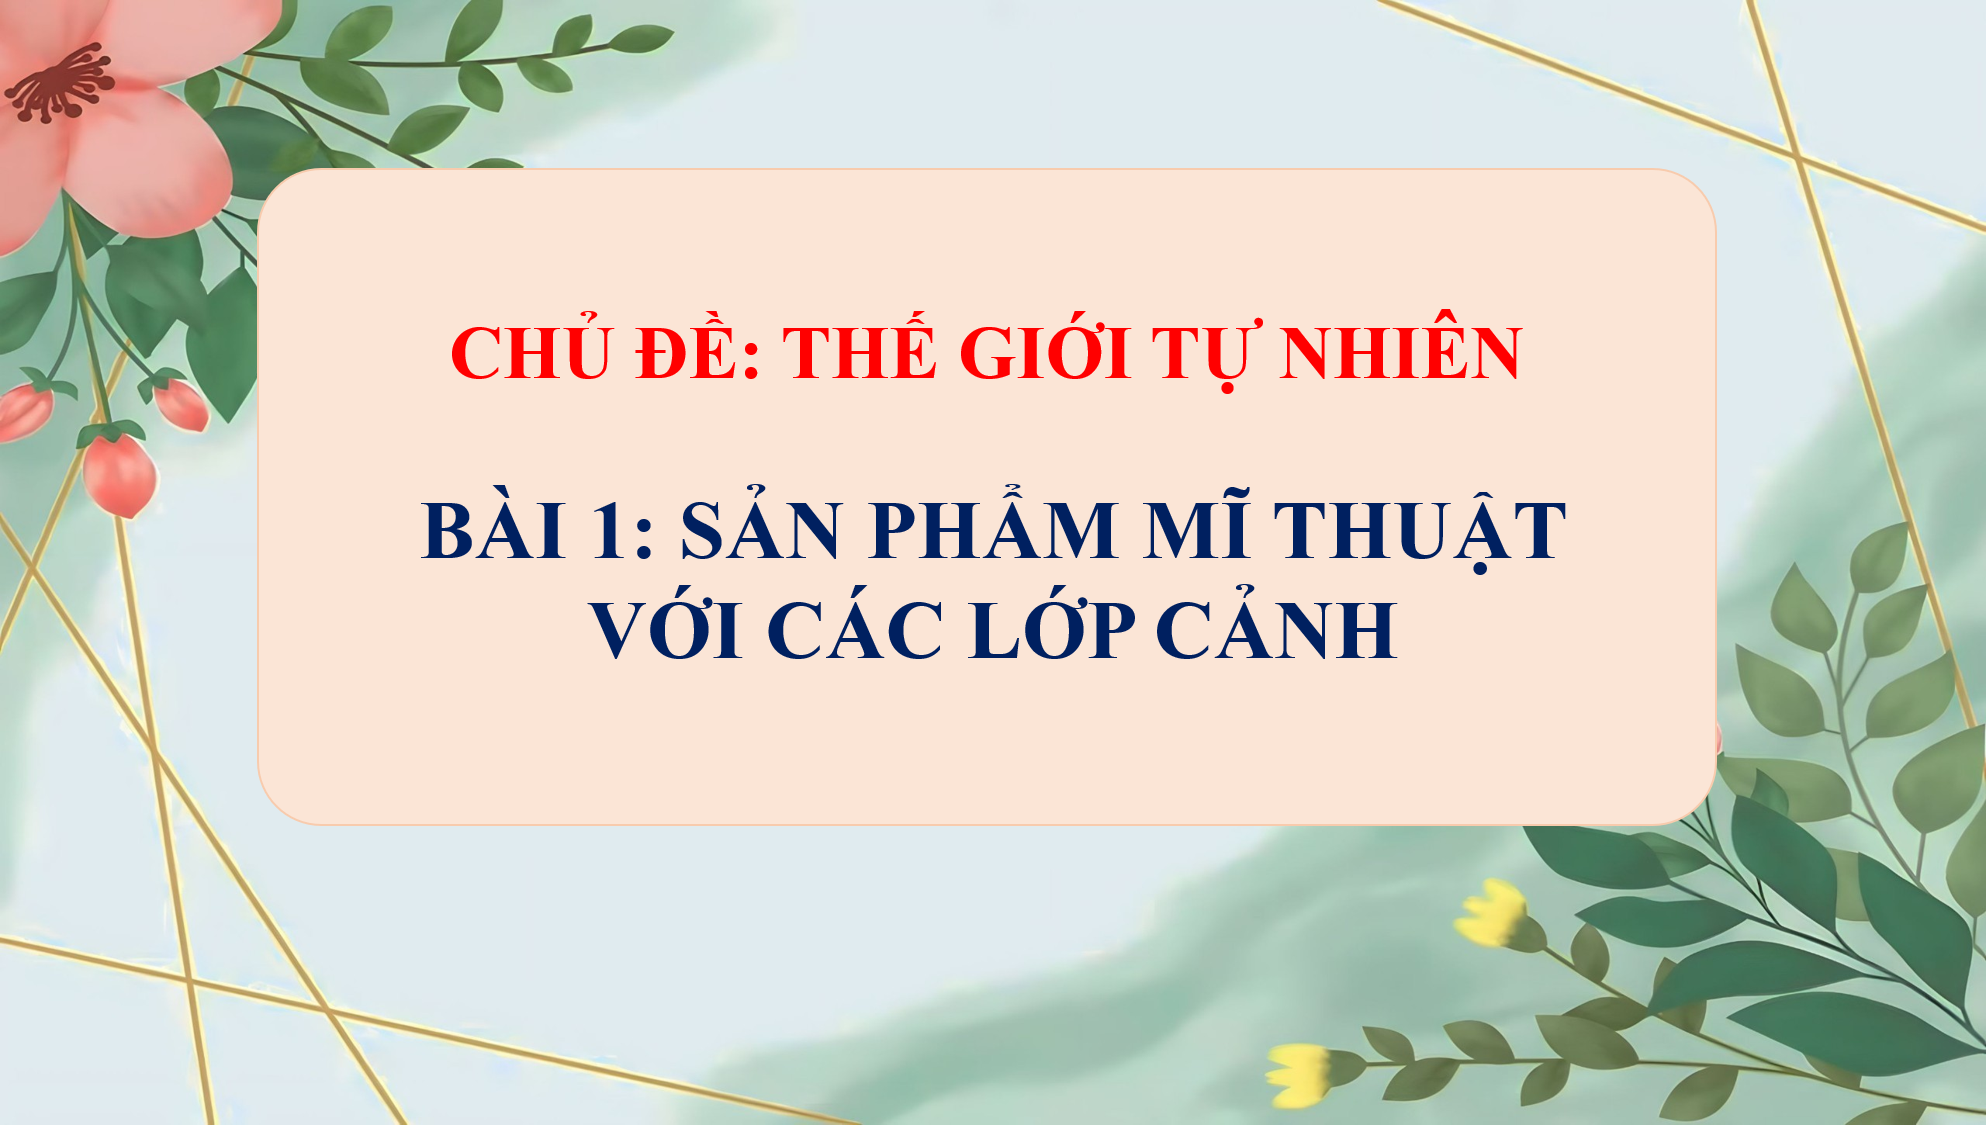 CHỦ ĐỀ: THẾ GIỚI TỰ NHIÊN
BÀI 1: SẢN PHẨM MĨ THUẬT
VỚI CÁC LỚP CẢNH